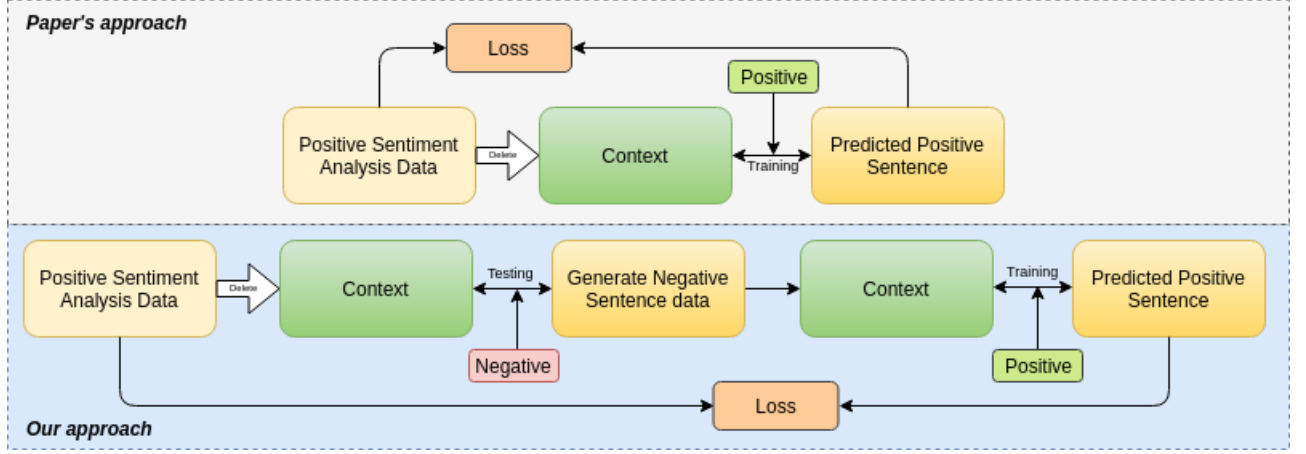 Paper's approach
Loss
Positive
Positive Sentiment
Analysis Data
Delete
Context
Training
Predicted Positive
Sentence
Positive Sentiment
Analysis Data
Delete
Context
Testing
Negative
Generate Negative
Sentence data
Context
Training
Positive
Predicted Positive
Sentence
Loss
Our approach